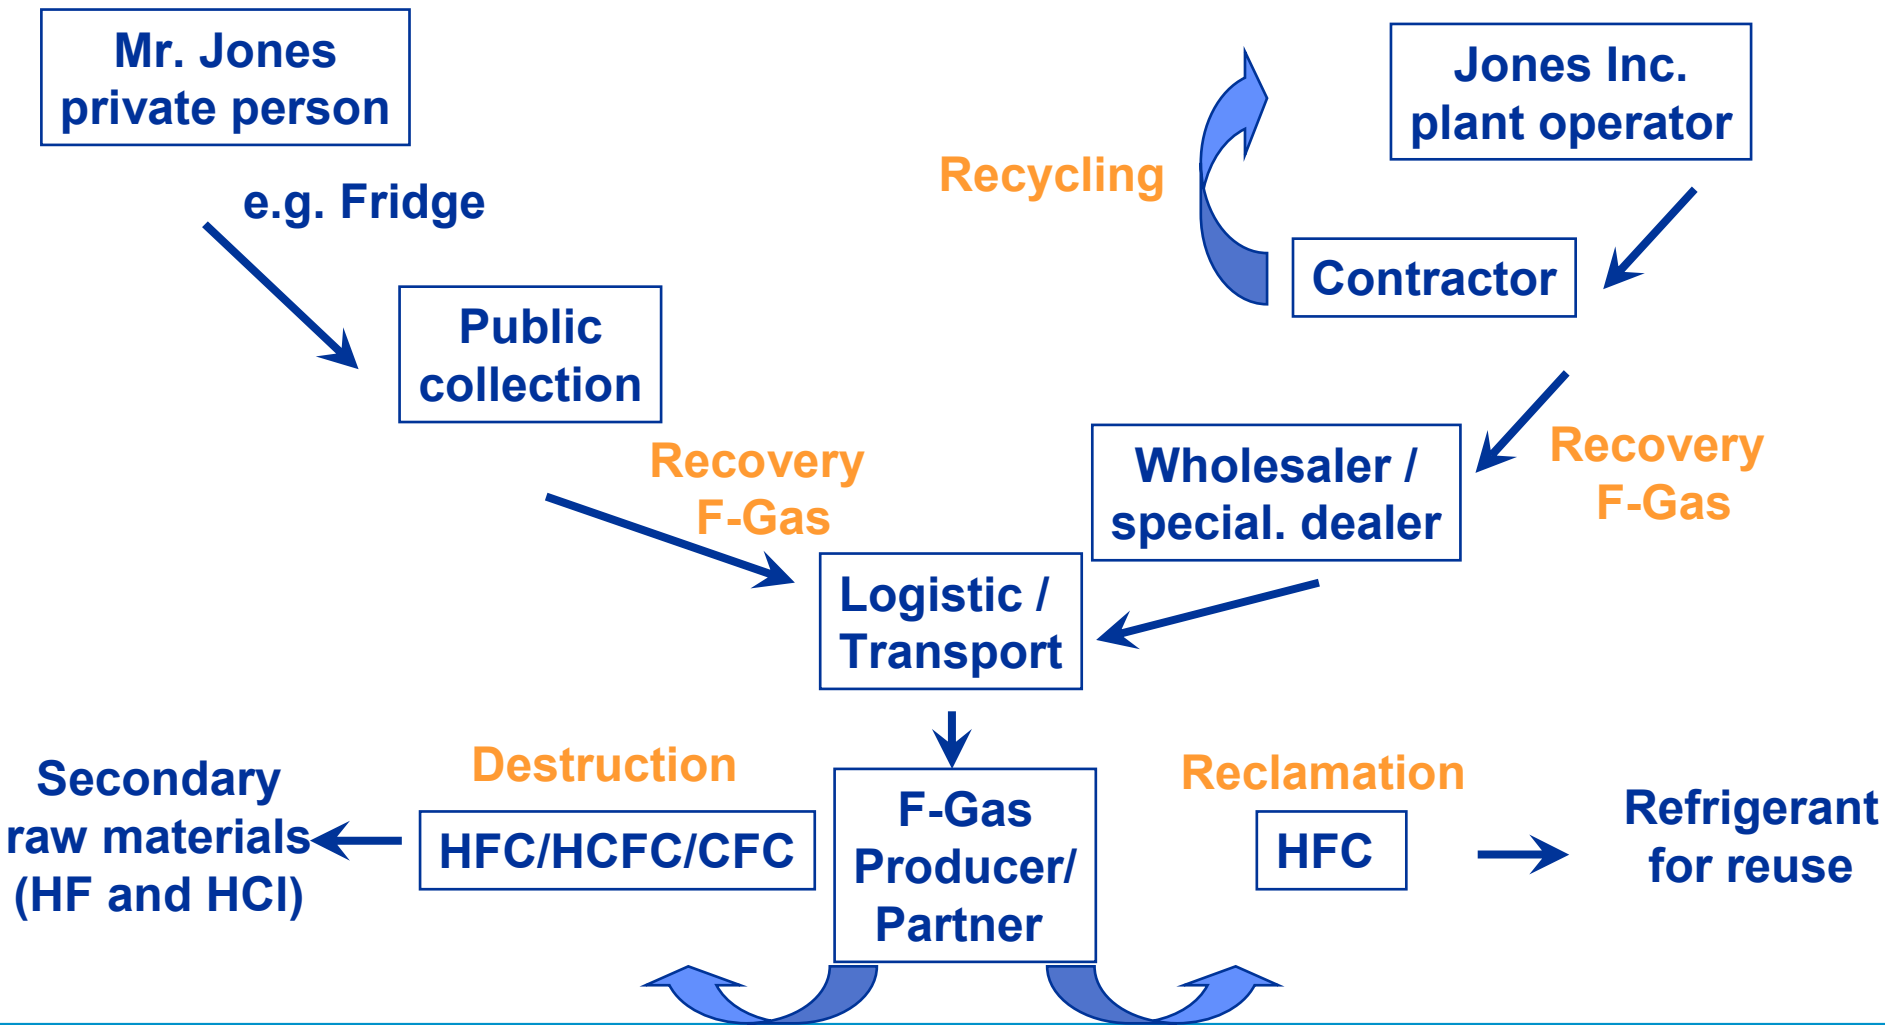 Mr. Jones
private person
e.g. Fridge
Public
collection
Recovery
F-Gas
Jones Inc.
plant operator
Recycling
Contractor
Recovery
F-Gas
Wholesaler /
special. dealer
Logistic /
Transport
F-Gas
Producer/
Partner
Destruction
HFC/HCFC/CFC
Secondary
raw materials
(HF and HCl)
Reclamation
HFC
Refrigerant
for reuse